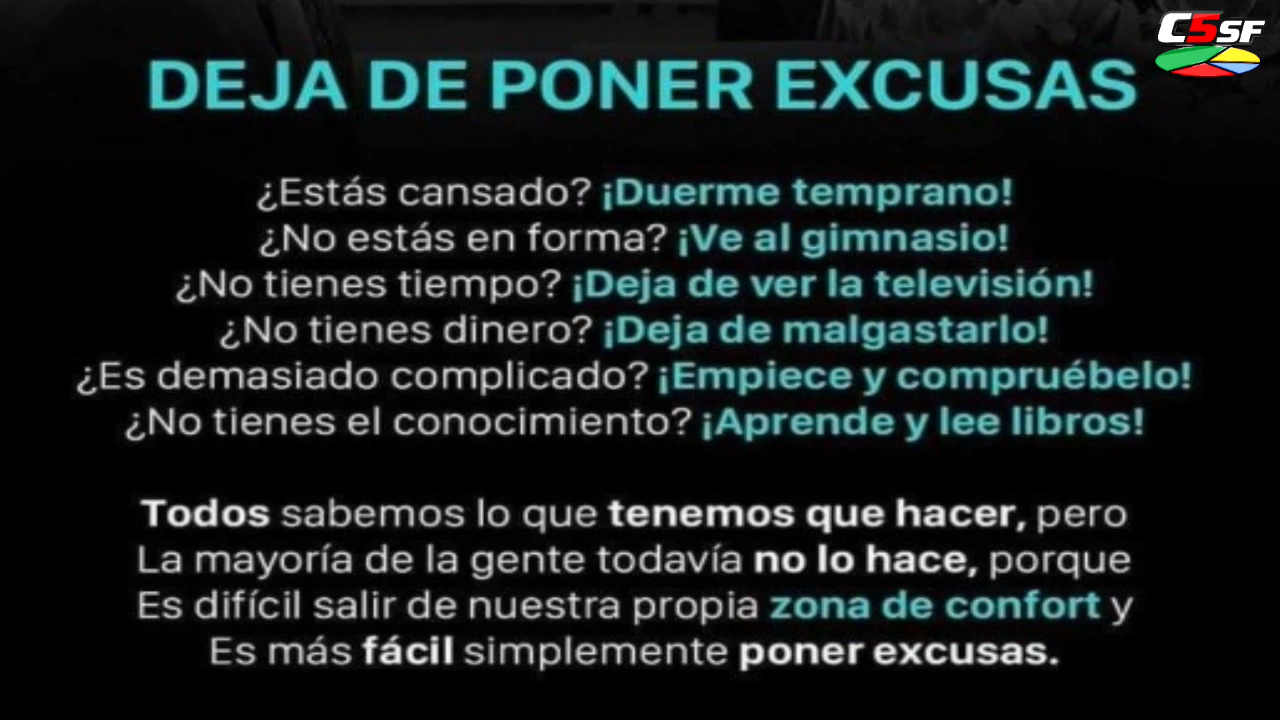 C5SF
DEJA DE PONER EXCUSAS
¿Estás cansado? ¡Duerme temprano!
¿No estás en forma? ¡Ve al gimnasio!
¿No tienes tiempo? ¡Deja de ver la televisión!
¿No tienes dinero? ¡Deja de malgastarlo!
¿Es demasiado complicado? ¡Empiece y compruébelo!
¿No tienes el conocimiento? ¡Aprende y lee libros!
Todos sabemos lo que tenemos que hacer, pero
La mayoría de la gente todavía no lo hace, porque
Es difícil salir de nuestra propia zona de confort y
Es más fácil simplemente poner excusas.